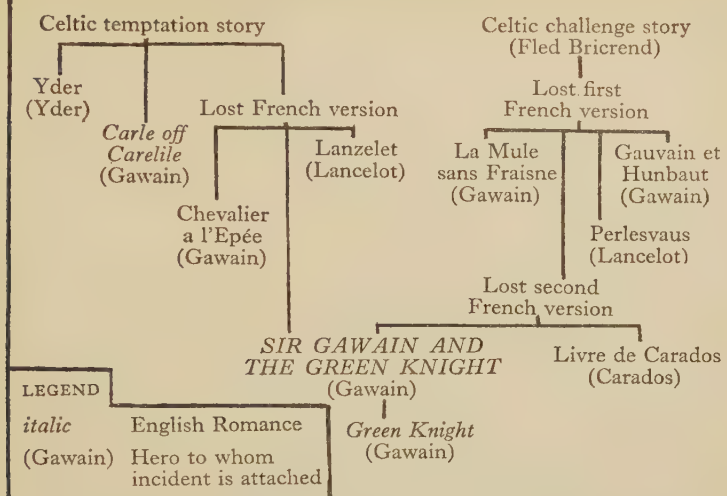 Celtic temptation story
Yder
(Yder)
Carle off
Carelile
(Gawain)
Lost French version
Lanzelet
(Lancelot)
Chevalier
a l'Epée
(Gawain)
Celtic challenge story
(Fled Bricrend)
Lost first
French version
La Mule
sans Fraisne
(Gawain)
Gauvain et
Hunbaut
(Gawain)
Perlesvaus
(Lancelot)
Lost second
French version
SIR GAWAIN AND
THE GREEN KNIGHT
(Gawain)
Livre de Carados
(Carados)
Green Knight
(Gawain)
LEGEND
italic English Romance
(Gawain) Hero to whom
incident is attached